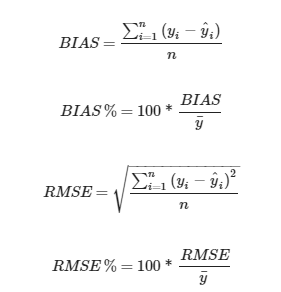 BIAS = \frac{\sum_{i=1}^{n} (y_i - \hat{y}_i)}{n}
BIAS\% = 100 * \frac{BIAS}{\bar{y}}
RMSE = \sqrt{\frac{\sum_{i=1}^{n} (y_i - \hat{y}_i)^2}{n}}
RMSE\% = 100 * \frac{RMSE}{\bar{y}}